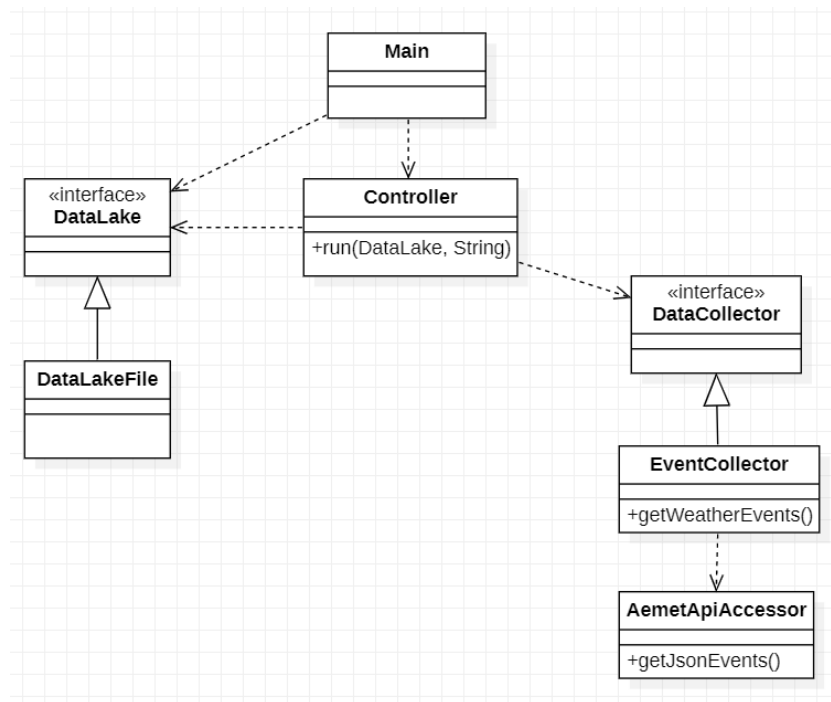 Main
«interface»
DataLake
Controller
+run(DataLake, String)
«interface»
DataCollector
DataLakeFile
EventCollector
+getWeatherEvents()
AemetApiAccessor
+getJsonEvents()